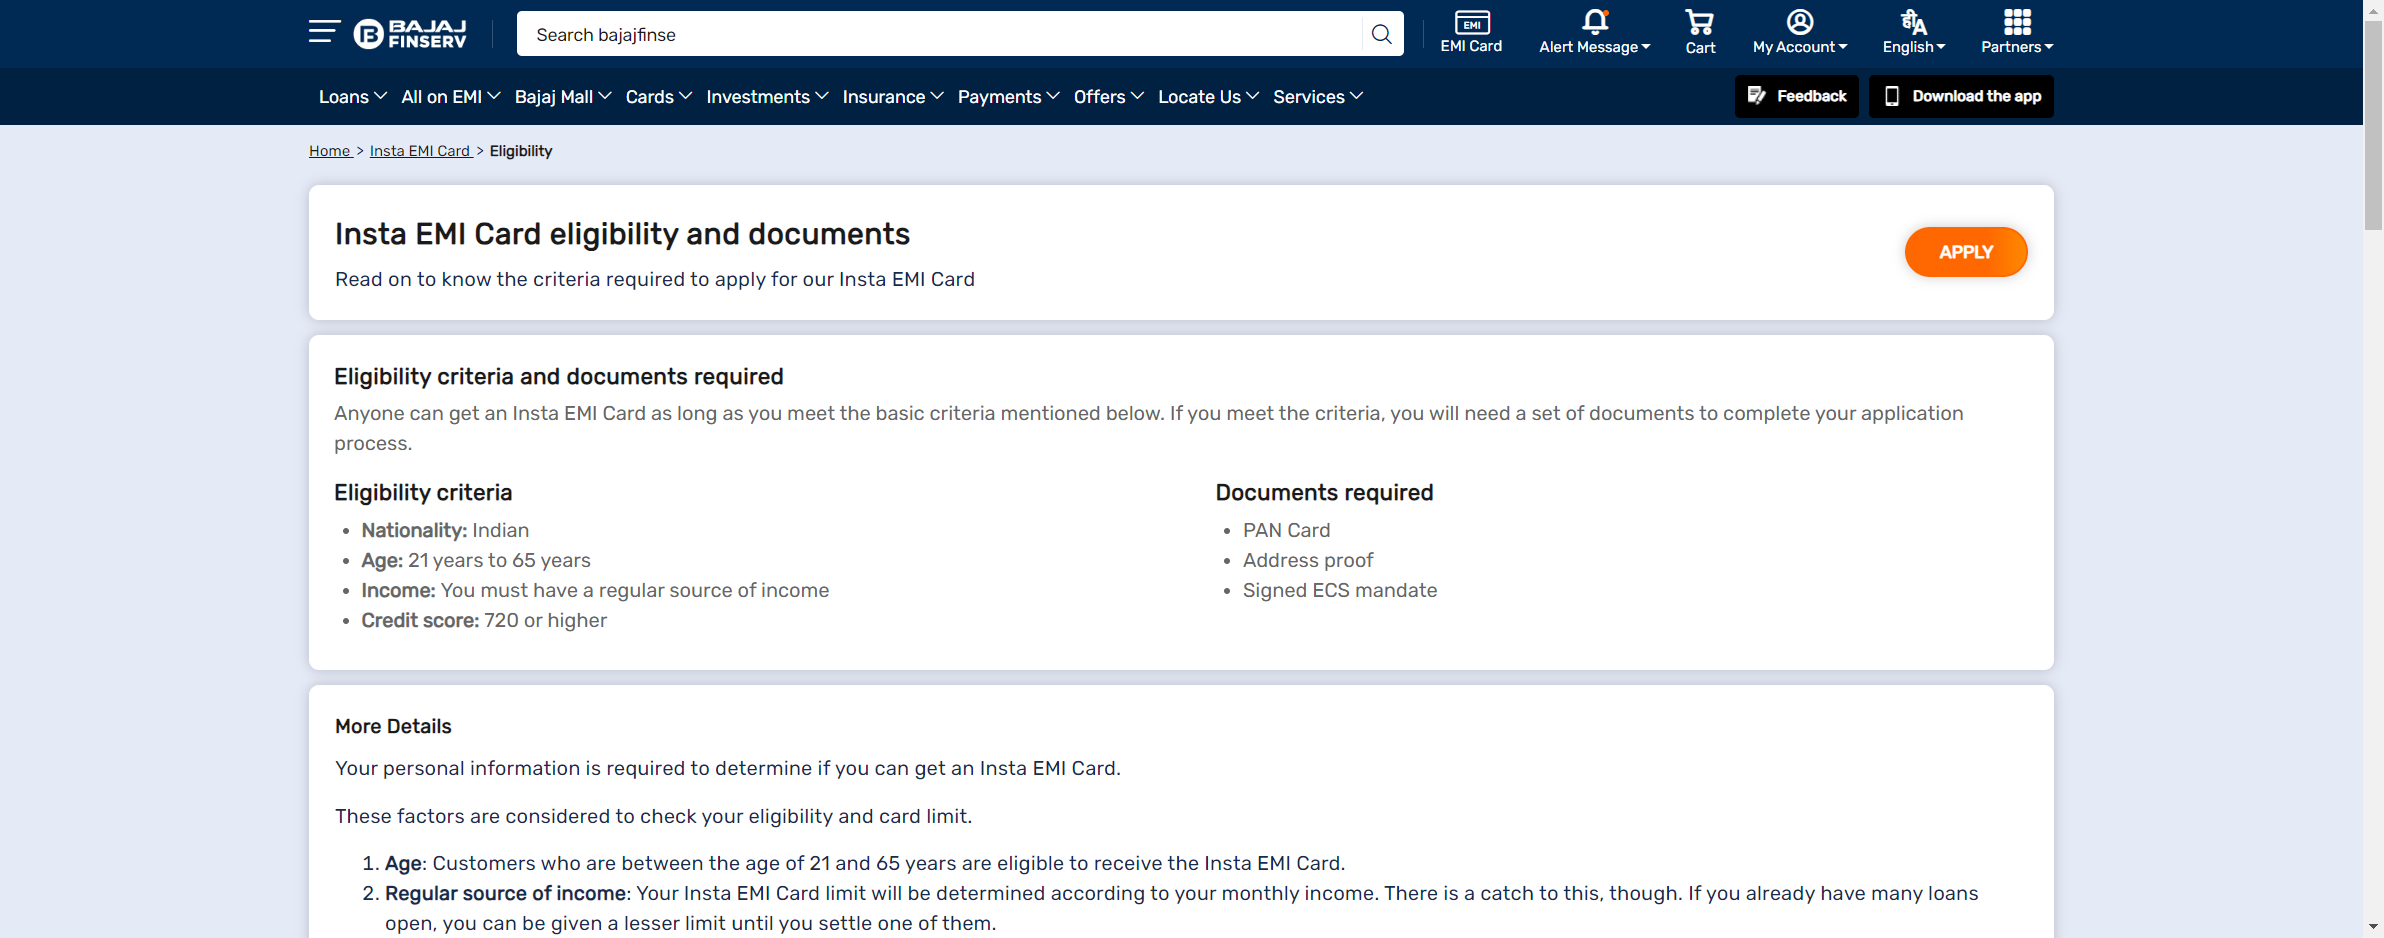 BAJAJ
FINSERV
Search bajajfinse
EMI
EMI Card
Alert Message
Cart
My Account
हीA
English
Partners
Loans All on EMI Bajaj Mall Cards Investments Insurance Payments Offers Locate Us Services
Feedback
Download the app
Home > Insta EMI Card > Eligibility
Insta EMI Card eligibility and documents
Read on to know the criteria required to apply for our Insta EMI Card
APPLY
Eligibility criteria and documents required
Anyone can get an Insta EMI Card as long as you meet the basic criteria mentioned below. If you meet the criteria, you will need a set of documents to complete your application
process.
Eligibility criteria
• Nationality: Indian
• Age: 21 years to 65 years
• Income: You must have a regular source of income
• Credit score: 720 or higher
Documents required
• PAN Card
• Address proof
• Signed ECS mandate
More Details
Your personal information is required to determine if you can get an Insta EMI Card.
These factors are considered to check your eligibility and card limit.
1. Age: Customers who are between the age of 21 and 65 years are eligible to receive the Insta EMI Card.
2. Regular source of income: Your Insta EMI Card limit will be determined according to your monthly income. There is a catch to this, though. If you already have many loans
open, you can be given a lesser limit until you settle one of them.